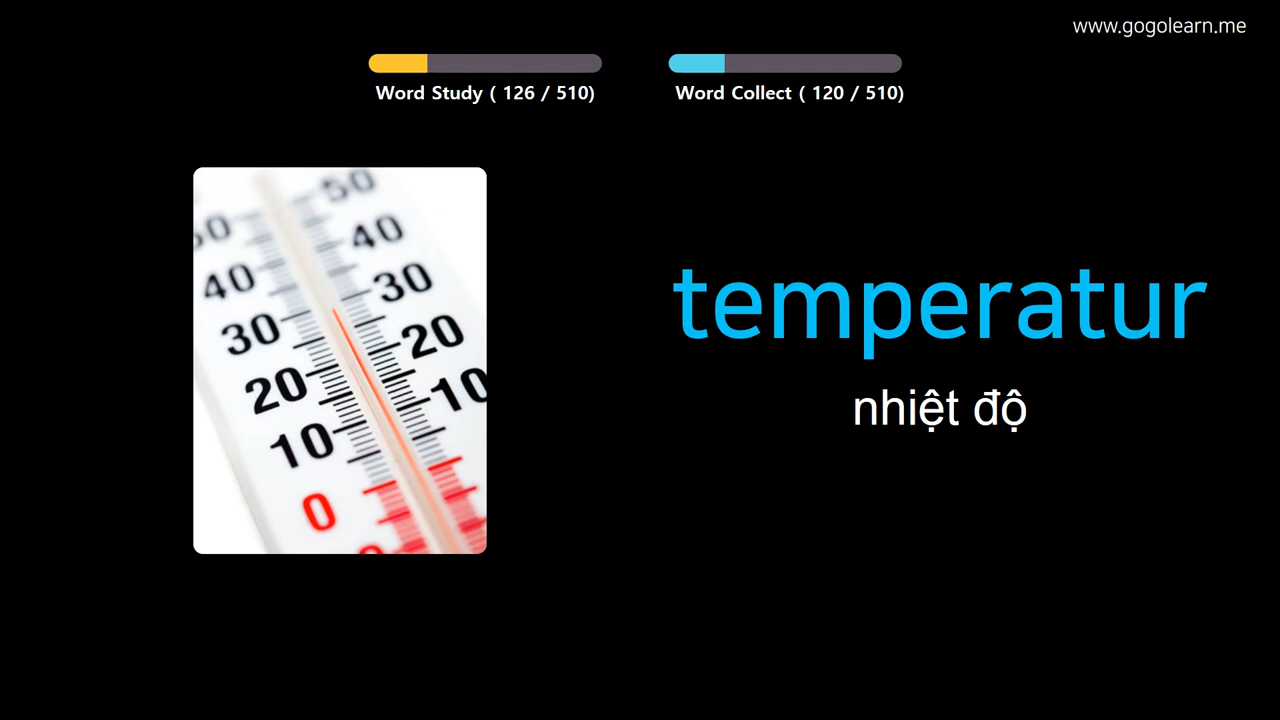 www.gogolearn.me
Word Study ( 126 / 510)
Word Collect ( 120 / 510)
temperatur
nhiệt độ
50
40
30
20
10
40
30
20
10
0